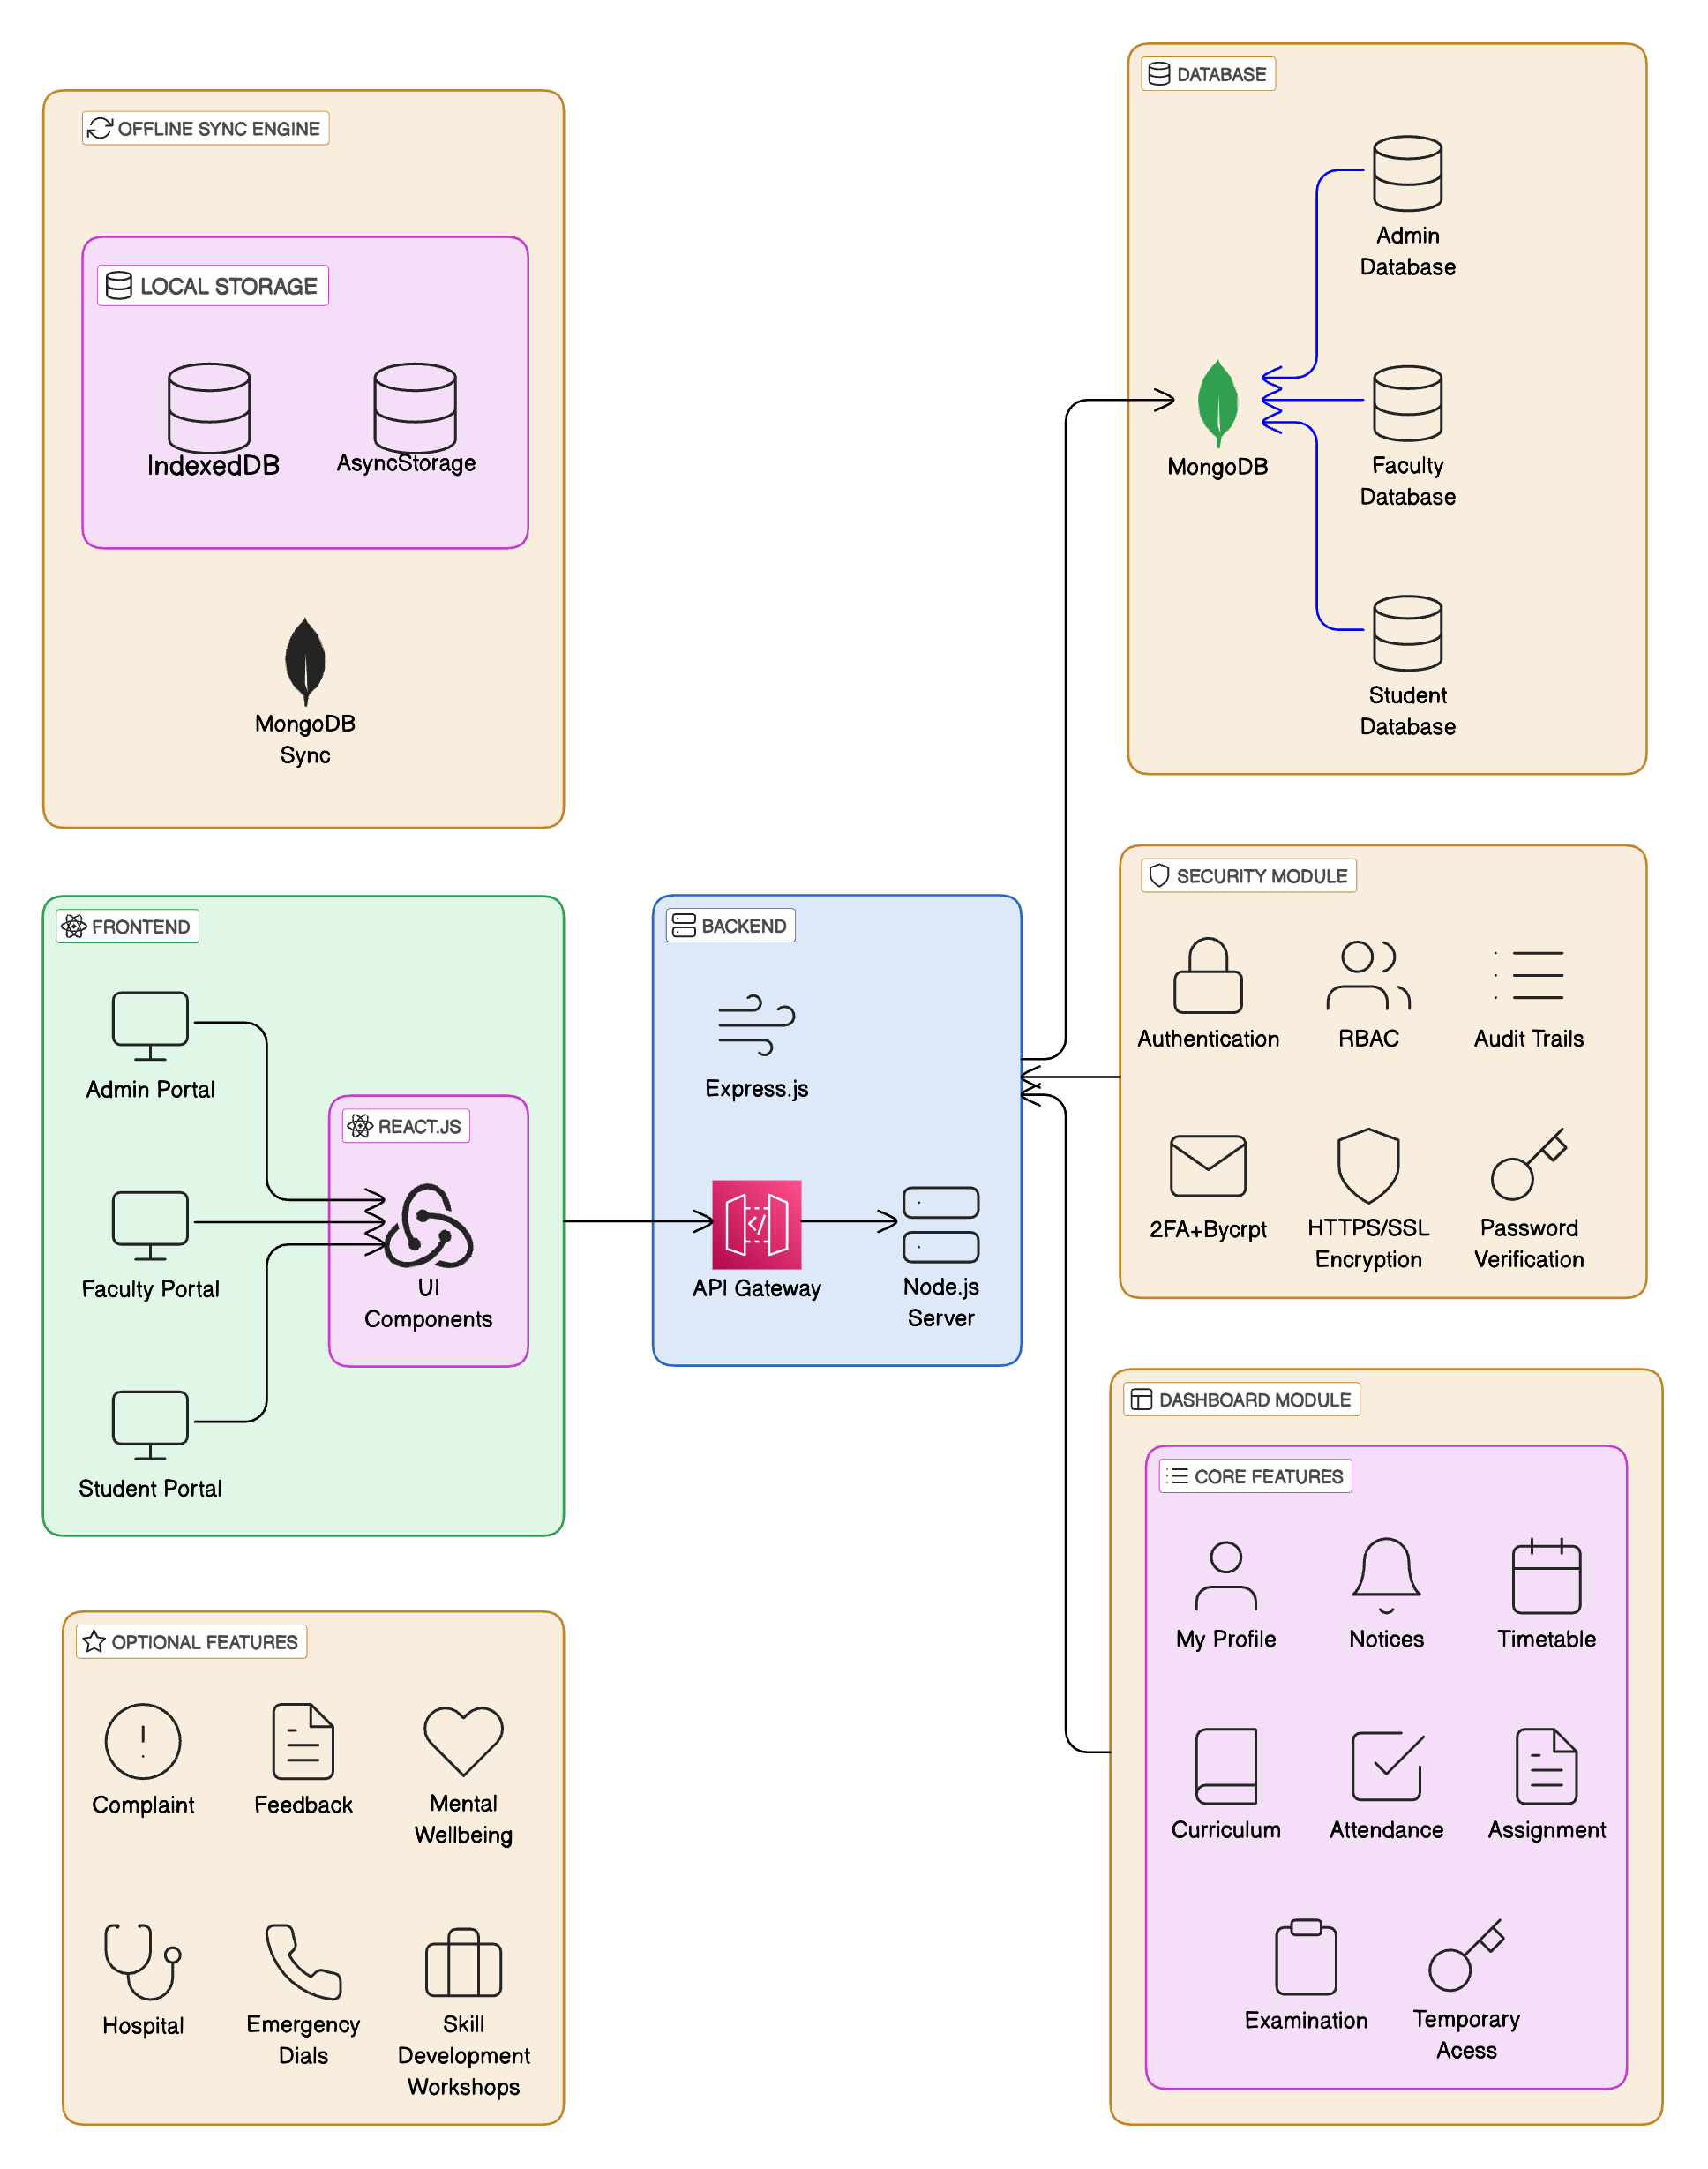 OFFLINE SYNC ENGINE
LOCAL STORAGE
IndexedDB
AsyncStorage
MongoDB
Sync
DATABASE
Admin
Database
MongoDB
Faculty
Database
Student
Database
FRONTEND
Admin Portal
REACT.JS
Faculty Portal
UI
Components
Student Portal
BACKEND
Express.js
API Gateway
Node.js
Server
SECURITY MODULE
Authentication
RBAC
Audit Trails
2FA+Bycrpt
HTTPS/SSL
Encryption
Password
Verification
DASHBOARD MODULE
CORE FEATURES
My Profile
Notices
Timetable
Curriculum
Attendance
Assignment
Examination
Temporary
Acess
OPTIONAL FEATURES
Complaint
Feedback
Mental
Wellbeing
Hospital
Emergency
Dials
Skill
Development
Workshops